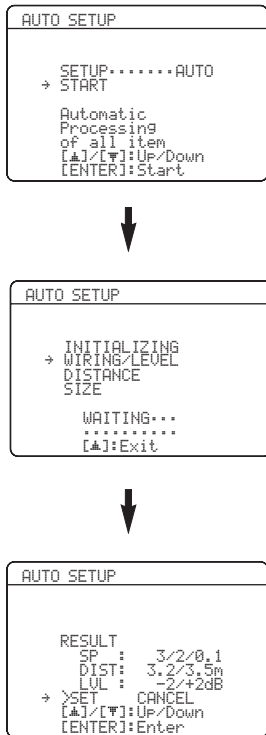 AUTO SETUP
SETUP·······AUTO
→ START
Automatic
Processing
of all item
[▲]/[▼]:Up/Down
[ENTER]:Start
AUTO SETUP
INITIALIZING
→ WIRING/LEVEL
DISTANCE
SIZE
WAITING···
··········
[▲]:Exit
AUTO SETUP
RESULT
SP : 3/2/0.1
DIST: 3.2/3.5m
LVL : -2/+2dB
→ >SET CANCEL
[▲]/[▼]:Up/Down
[ENTER]:Enter